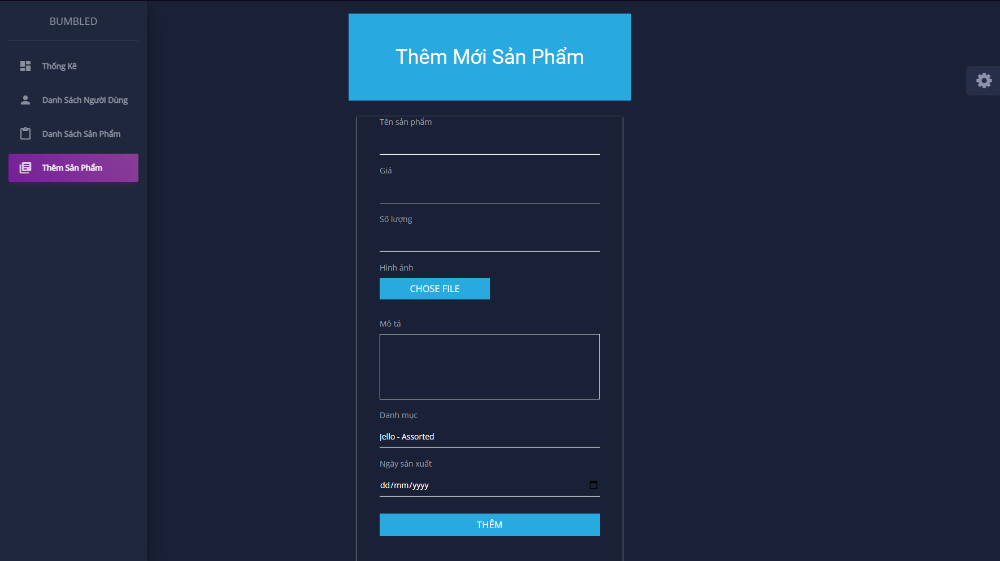 BUMBLED
Thống Kê
Danh Sách Người Dùng
Danh Sách Sản Phẩm
Thêm Sản Phẩm
Thêm Mới Sản Phẩm
Tên sản phẩm
Giá
Số lượng
Hình ảnh
CHOSE FILE
Mô tả
Danh mục
Jello - Assorted
Ngày sản xuất
dd/mm/yyyy
THÊM